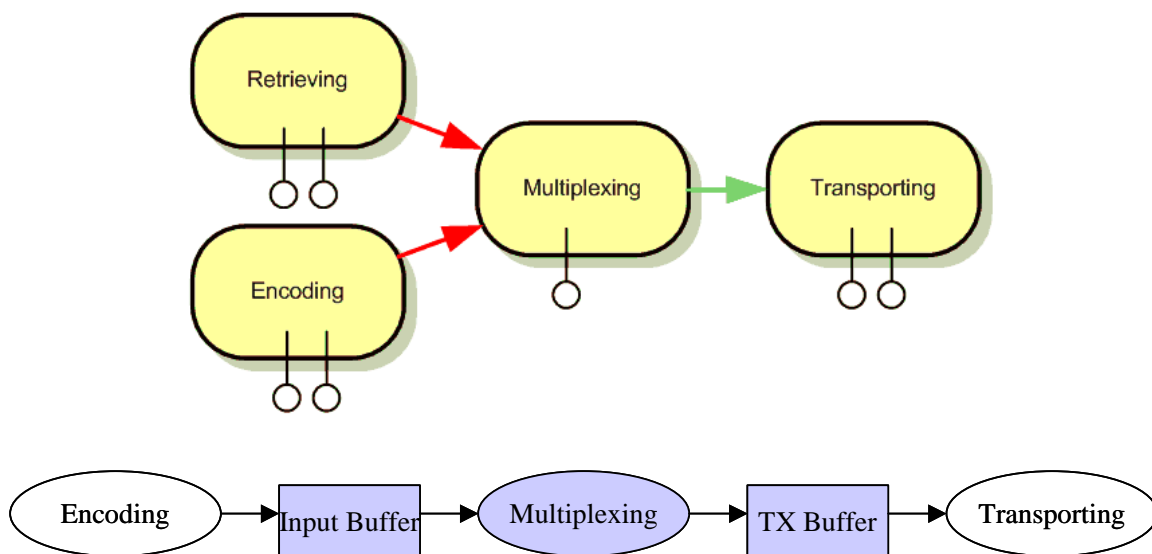 Retrieving
Multiplexing
Transporting
Encoding
Encoding
Input Buffer
Multiplexing
TX Buffer
Transporting